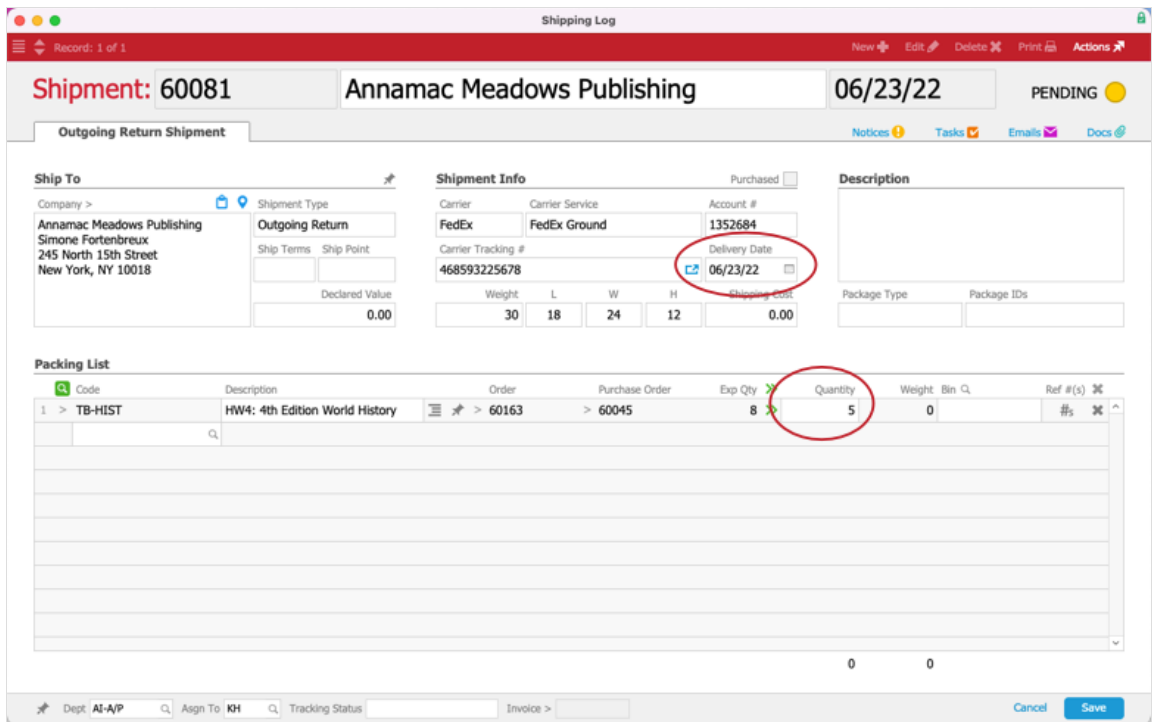 Shipping Log
Record: 1 of 1 New Edit Delete Print Actions
Shipment: 60081 Annamac Meadows Publishing 06/23/22 PENDING
Outgoing Return Shipment Notices Tasks Emails Docs
Ship To Shipment Info Purchased Description
Company > Shipment Type Carrier Carrier Service Account #
Annamac Meadows Publishing Outgoing Return FedEx FedEx Ground 1352684
Simone Fortenbreux
245 North 15th Street Ship Terms Ship Point Carrier Tracking # Delivery Date
New York, NY 10018 468593225678 06/23/22
Declared Value Weight L W H Shipping Cost Package Type Package IDs
0.00 30 18 24 12 0.00
Packing List
Code Description Order Purchase Order Exp Qty Quantity Weight Bin Ref #(s)
1 > TB-HIST HW4: 4th Edition World History > 60163 > 60045 8 5 0 #s
0 0
Dept AI-A/P Asgn To KH Tracking Status Invoice > Cancel Save